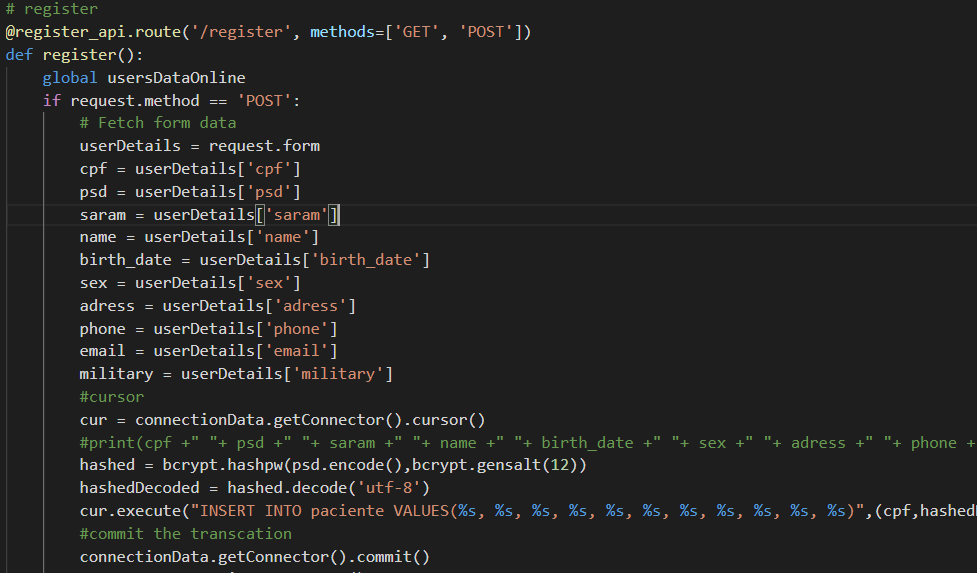 # register
@register_api.route('/register', methods=['GET', 'POST'])
def register():
global usersDataOnline
if request.method == 'POST':
# Fetch form data
userDetails = request.form
cpf = userDetails['cpf']
psd = userDetails['psd']
saram = userDetails['saram']
name = userDetails['name']
birth_date = userDetails['birth_date']
sex = userDetails['sex']
adress = userDetails['adress']
phone = userDetails['phone']
email = userDetails['email']
military = userDetails['military']
#cursor
cur = connectionData.getConnector().cursor()
#print(cpf +" "+ psd +" "+ saram +" "+ name +" "+ birth_date +" "+ sex +" "+ adress +" "+ phone +
hashed = bcrypt.hashpw(psd.encode(),bcrypt.gensalt(12))
hashedDecoded = hashed.decode('utf-8')
cur.execute("INSERT INTO paciente VALUES(%s, %s, %s, %s, %s, %s, %s, %s, %s, %s, %s)",(cpf,hashed
#commit the transcation
connectionData.getConnector().commit()